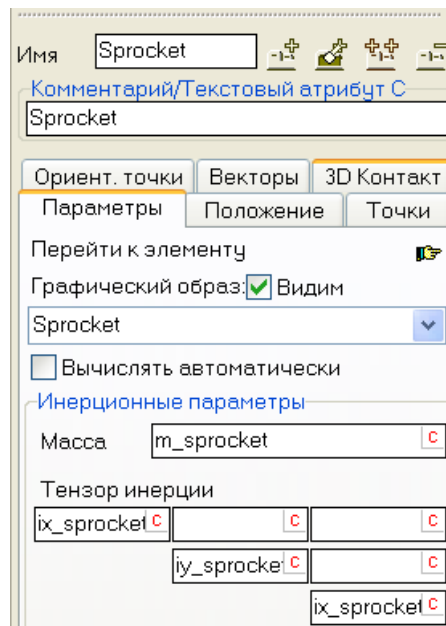 Имя Sprocket
Комментарий/Текстовый атрибут C
Sprocket
Ориент. точки Векторы 3D Контакт
Параметры Положение Точки
Перейти к элементу
Графический образ: Видим
Sprocket
Вычислять автоматически
Инерционные параметры
Масса m_sprocket C
Тензор инерции
ix_sprocket C C C
iy_sprocke C C
ix_sprocket C